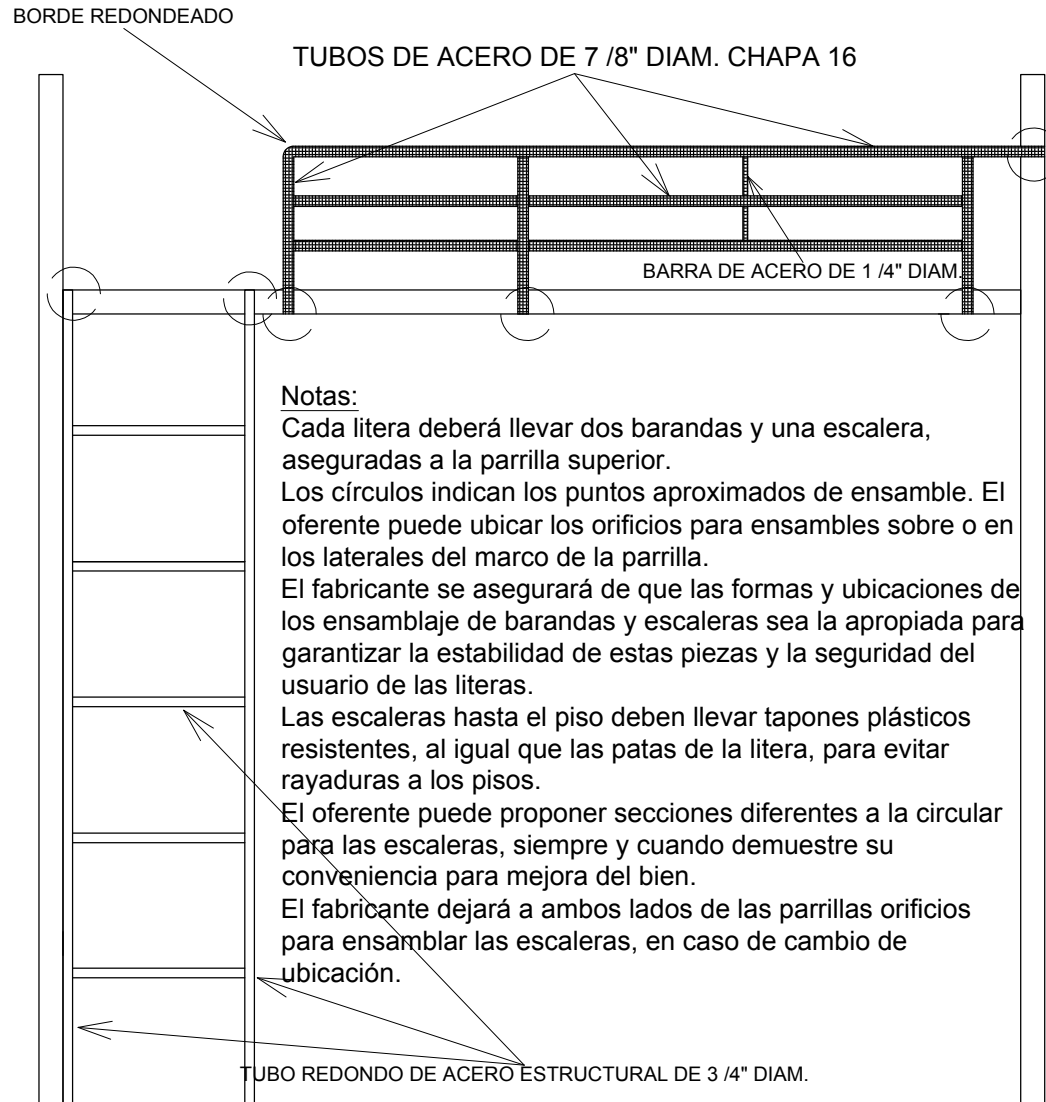 BORDE REDONDEADO
TUBOS DE ACERO DE 7 /8" DIAM. CHAPA 16
BARRA DE ACERO DE 1 /4" DIAM.
Notas:
Cada litera deberá llevar dos barandas y una escalera,
aseguradas a la parrilla superior.
Los círculos indican los puntos aproximados de ensamble. El
oferente puede ubicar los orificios para ensambles sobre o en
los laterales del marco de la parrilla.
El fabricante se asegurará de que las formas y ubicaciones de
los ensamblaje de barandas y escaleras sea la apropiada para
garantizar la estabilidad de estas piezas y la seguridad del
usuario de las literas.
Las escaleras hasta el piso deben llevar tapones plásticos
resistentes, al igual que las patas de la litera, para evitar
rayaduras a los pisos.
El oferente puede proponer secciones diferentes a la circular
para las escaleras, siempre y cuando demuestre su
conveniencia para mejora del bien.
El fabricante dejará a ambos lados de las parrillas orificios
para ensamblar las escaleras, en caso de cambio de
ubicación.
TUBO REDONDO DE ACERO ESTRUCTURAL DE 3 /4" DIAM.